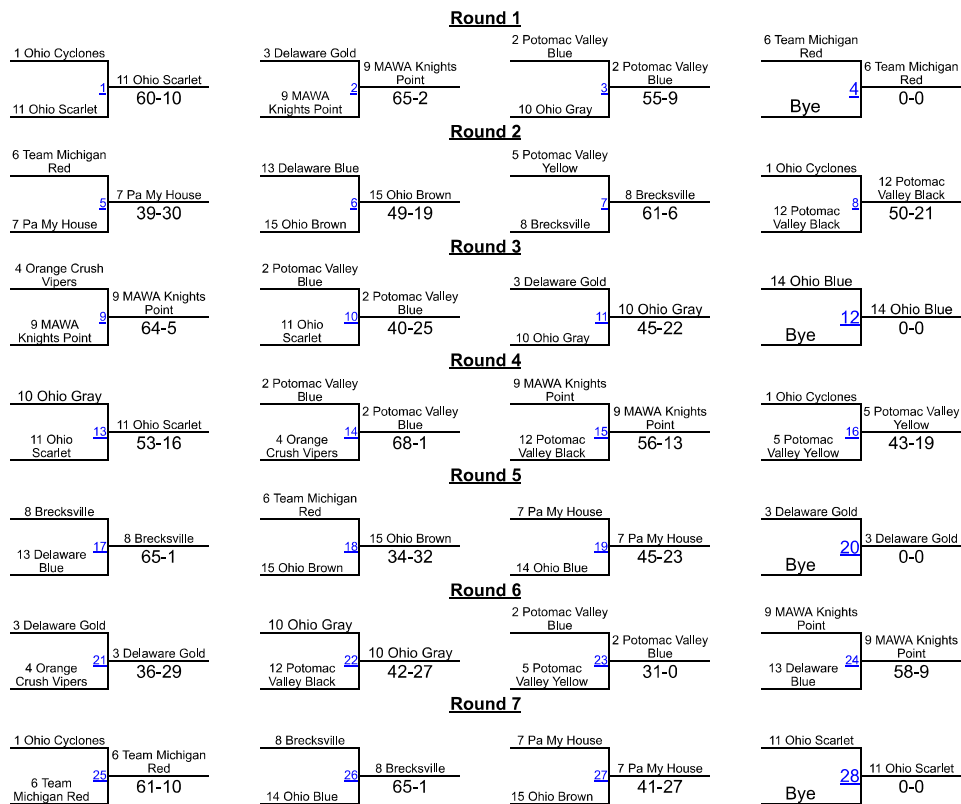 Round 1
1 Ohio Cyclones
1
11 Ohio Scarlet
60-10
11 Ohio Scarlet
3 Delaware Gold
2
9 MAWA Knights
Point
65-2
9 MAWA
Knights Point
2 Potomac Valley
Blue
3
2 Potomac Valley
Blue
55-9
10 Ohio Gray
6 Team Michigan
Red
4
6 Team Michigan
Red
0-0
Bye
Round 2
6 Team Michigan
Red
5
7 Pa My House
39-30
7 Pa My House
13 Delaware Blue
6
15 Ohio Brown
49-19
15 Ohio Brown
5 Potomac Valley
Yellow
7
8 Brecksville
61-6
8 Brecksville
1 Ohio Cyclones
8
12 Potomac
Valley Black
50-21
12 Potomac
Valley Black
Round 3
4 Orange Crush
Vipers
9
9 MAWA Knights
Point
64-5
9 MAWA
Knights Point
2 Potomac Valley
Blue
10
2 Potomac Valley
Blue
40-25
11 Ohio
Scarlet
3 Delaware Gold
11
10 Ohio Gray
45-22
10 Ohio Gray
14 Ohio Blue
12
14 Ohio Blue
0-0
Bye
Round 4
10 Ohio Gray
13
11 Ohio Scarlet
53-16
11 Ohio
Scarlet
2 Potomac Valley
Blue
14
2 Potomac Valley
Blue
68-1
4 Orange
Crush Vipers
9 MAWA Knights
Point
15
9 MAWA Knights
Point
56-13
12 Potomac
Valley Black
1 Ohio Cyclones
16
5 Potomac Valley
Yellow
43-19
5 Potomac
Valley Yellow
Round 5
8 Brecksville
17
8 Brecksville
65-1
13 Delaware
Blue
6 Team Michigan
Red
18
15 Ohio Brown
34-32
15 Ohio Brown
7 Pa My House
19
7 Pa My House
45-23
14 Ohio Blue
3 Delaware Gold
20
3 Delaware Gold
0-0
Bye
Round 6
3 Delaware Gold
21
3 Delaware Gold
36-29
4 Orange
Crush Vipers
10 Ohio Gray
22
10 Ohio Gray
42-27
12 Potomac
Valley Black
2 Potomac Valley
Blue
23
2 Potomac Valley
Blue
31-0
5 Potomac
Valley Yellow
9 MAWA Knights
Point
24
9 MAWA Knights
Point
58-9
13 Delaware
Blue
Round 7
1 Ohio Cyclones
25
6 Team Michigan
Red
61-10
6 Team
Michigan Red
8 Brecksville
26
8 Brecksville
65-1
14 Ohio Blue
7 Pa My House
27
7 Pa My House
41-27
15 Ohio Brown
11 Ohio Scarlet
28
11 Ohio Scarlet
0-0
Bye